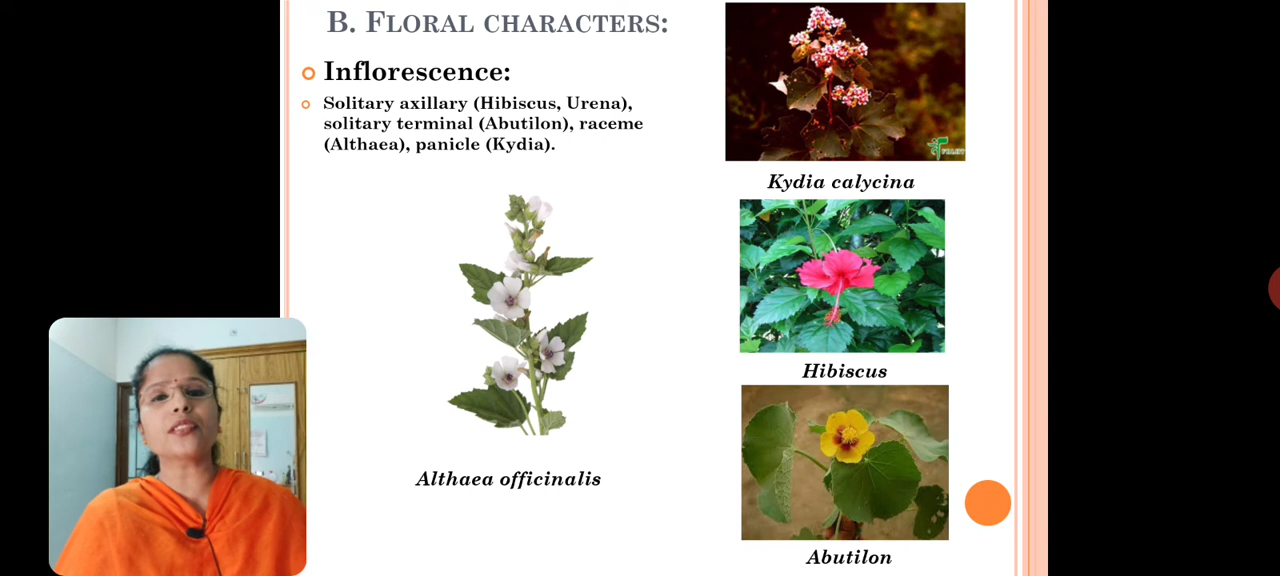 B. FLORAL CHARACTERS:
Inflorescence:
Solitary axillary (Hibiscus, Urena),
solitary terminal (Abutilon), raceme
(Althaea), panicle (Kydia).
Kydia calycina
Hibiscus
Althaea officinalis
Abutilon